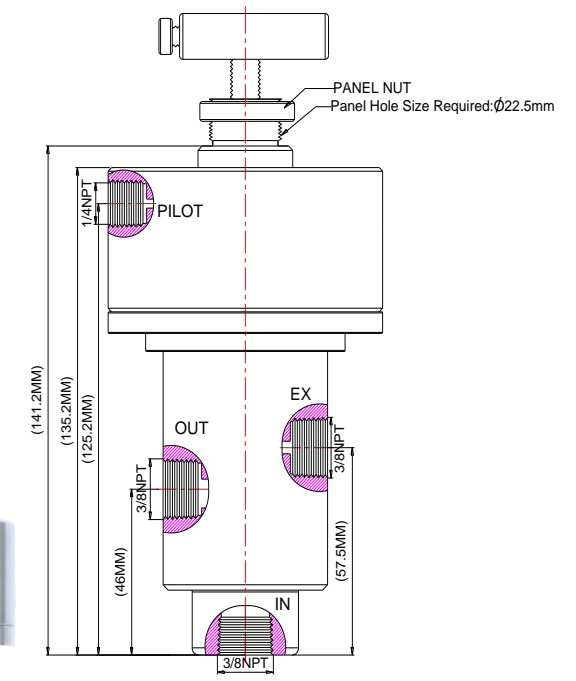 PANEL NUT
Panel Hole Size Required:Ø22.5mm
1/4NPT
PILOT
(141.2MM)
(135.2MM)
(125.2MM)
EX
OUT
3/8NPT
3/8NPT
(46MM)
(57.5MM)
IN
3/8NPT